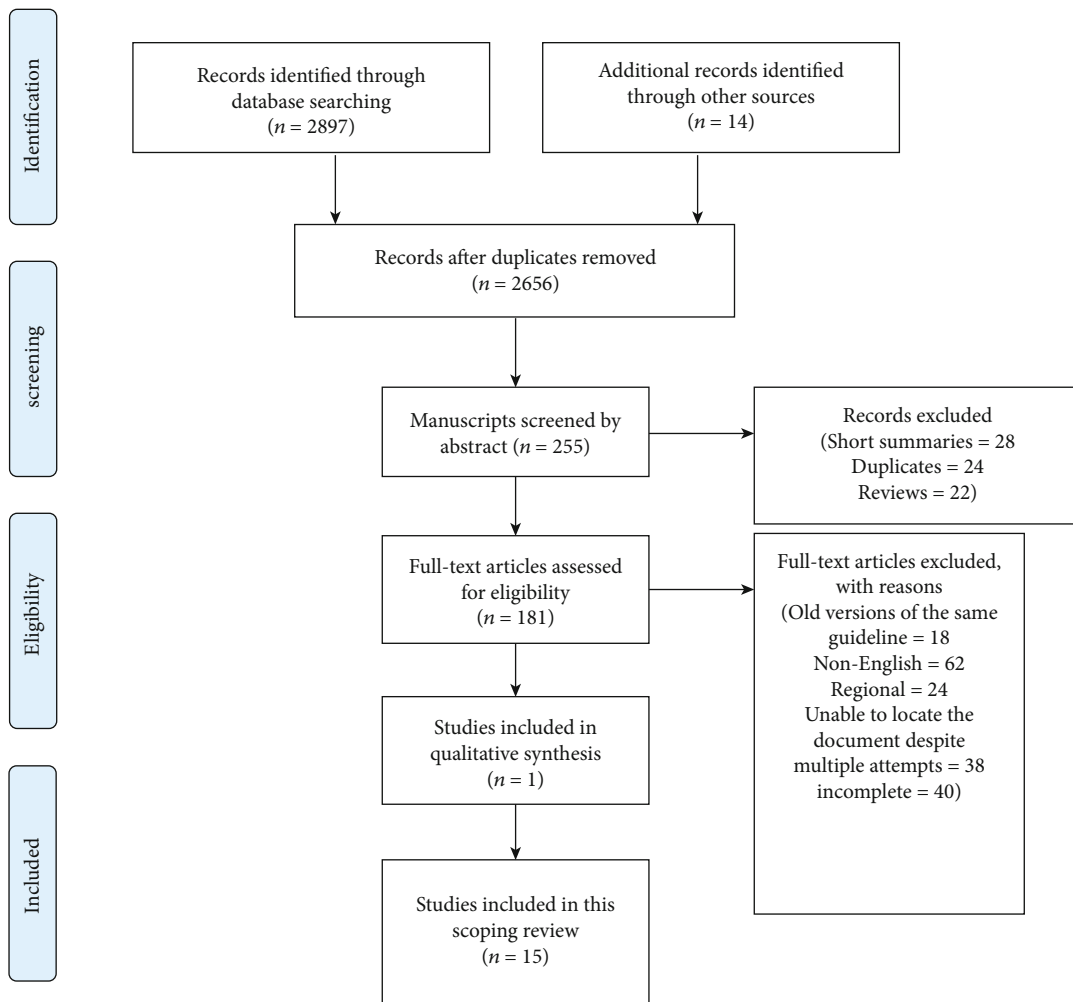 Identification
Records identified through
database searching
(n = 2897)
Additional records identified
through other sources
(n = 14)
Records after duplicates removed
(n = 2656)
screening
Manuscripts screened by
abstract (n = 255)
Records excluded
(Short summaries = 28
Duplicates = 24
Reviews = 22)
Eligibility
Full-text articles assessed
for eligibility
(n = 181)
Full-text articles excluded,
with reasons
(Old versions of the same
guideline = 18
Non-English = 62
Regional = 24
Unable to locate the
document despite
multiple attempts = 38
incomplete = 40)
Studies included in
qualitative synthesis
(n = 1)
Included
Studies included in this
scoping review
(n = 15)